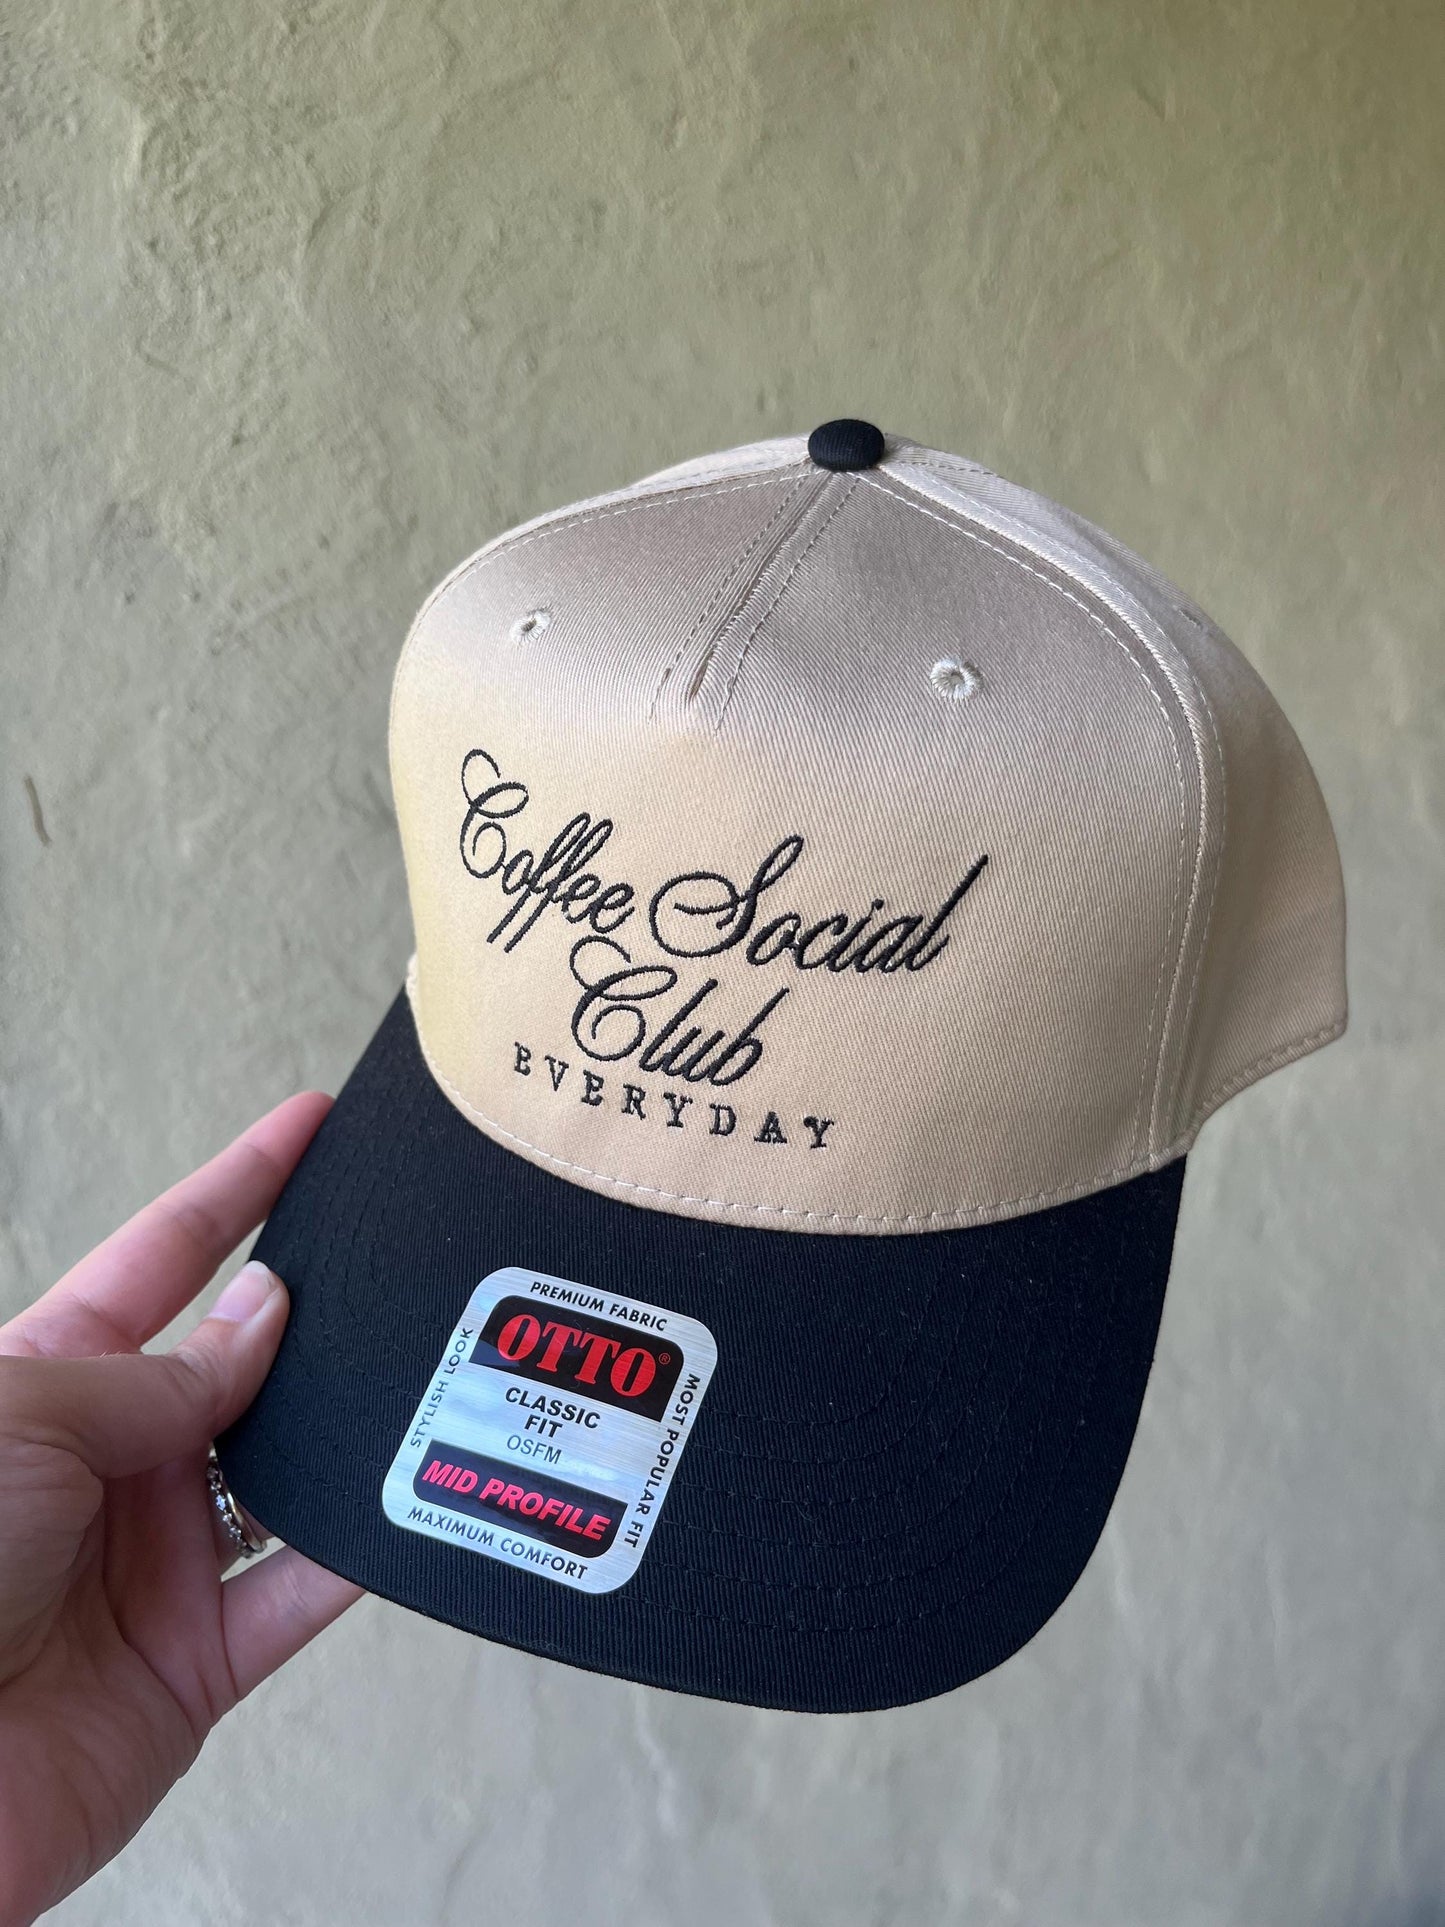 Coffee Social
Club
EVERYDAY
PREMIUM FABRIC
OTTO®
STYLISH LOOK
CLASSIC
FIT
OSFM
MOST POPULAR FIT
MID PROFILE
MAXIMUM COMFORT